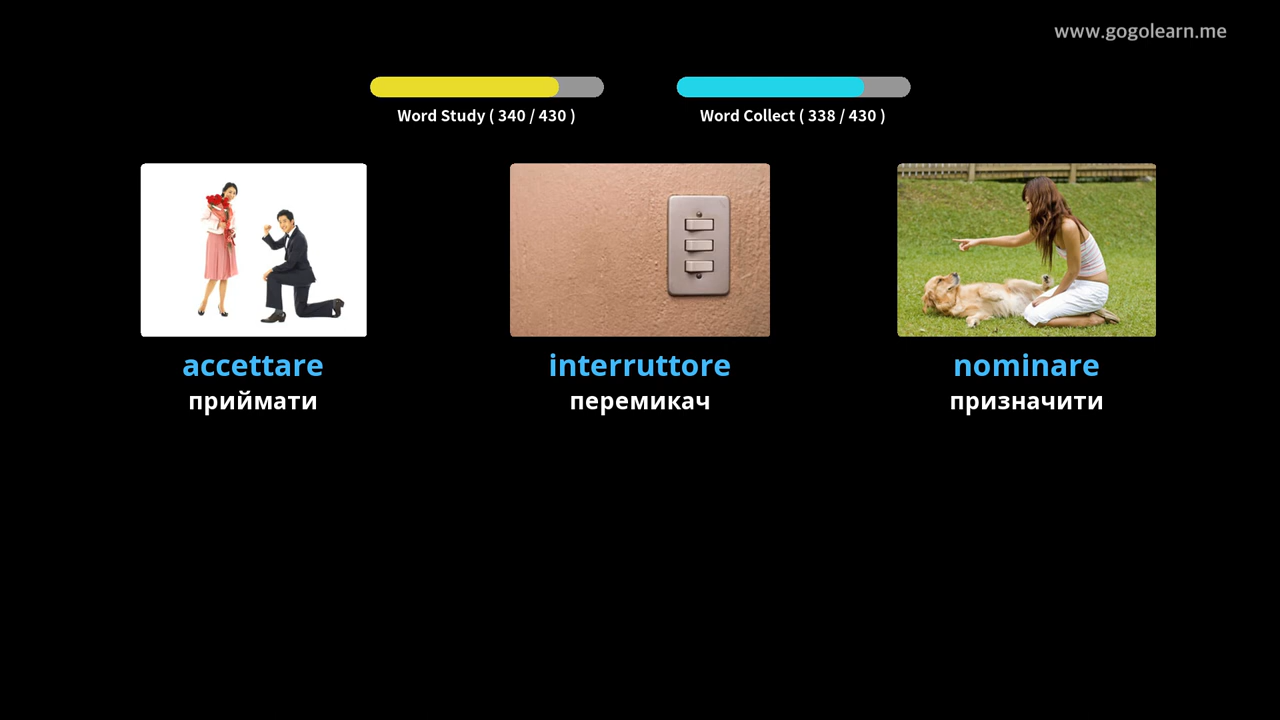 www.gogolearn.me
Word Study ( 340 / 430 )
Word Collect ( 338 / 430 )
accettare
приймати
interruttore
перемикач
nominare
призначити